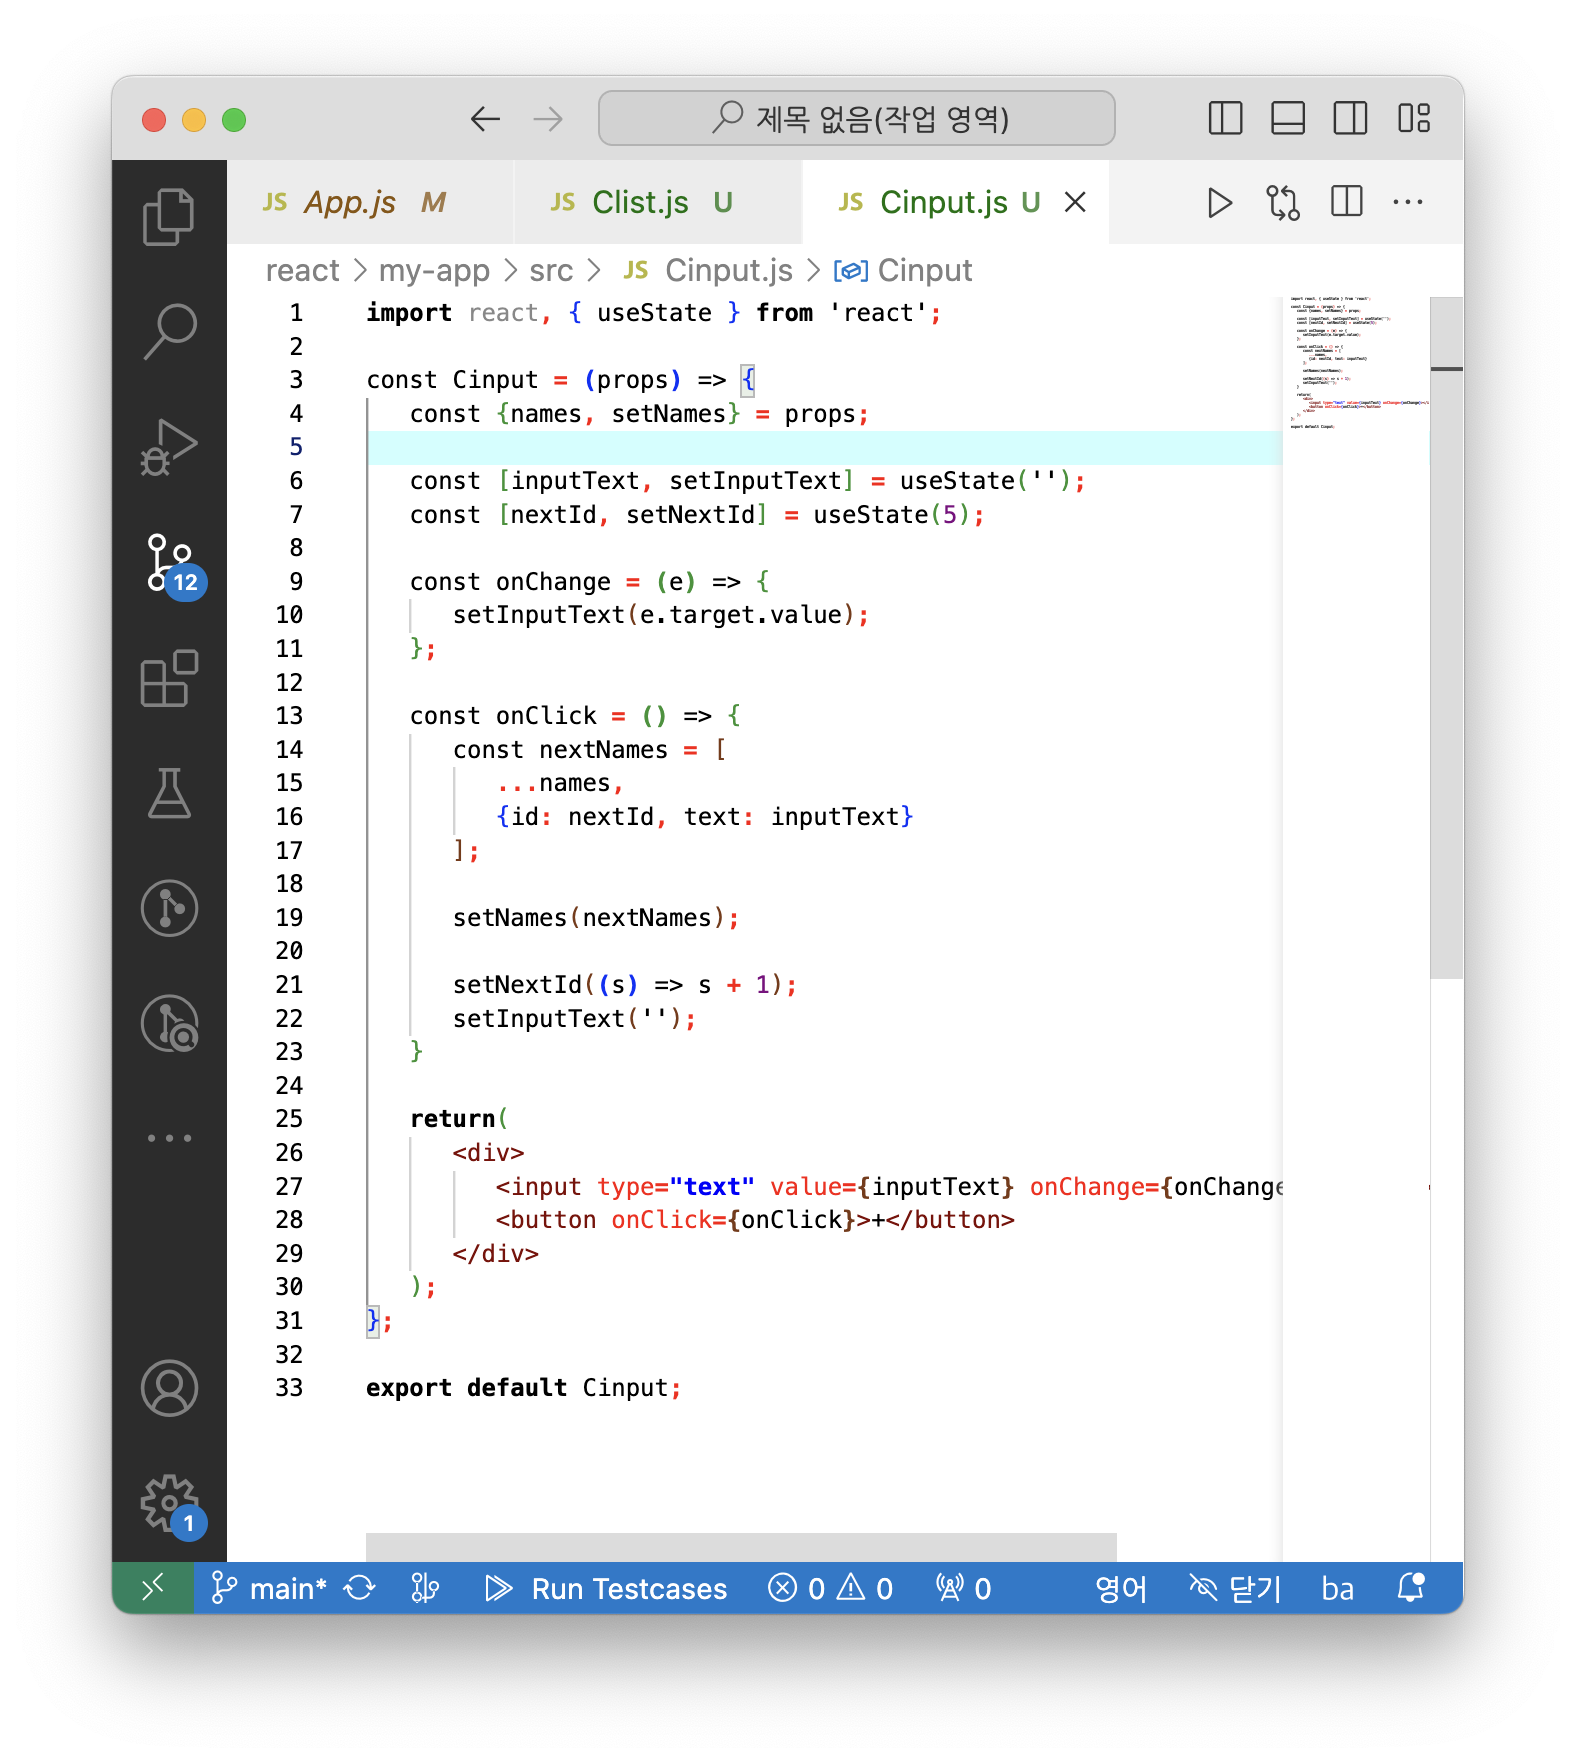 제목 없음(작업 영역)
JS App.js M JS Clist.js U JS Cinput.js U
react > my-app > src > JS Cinput.js > Cinput
1 import react, { useState } from 'react';
2
3 const Cinput = (props) => {
4 const {names, setNames} = props;
5
6 const [inputText, setInputText] = useState('');
7 const [nextId, setNextId] = useState(5);
8
9 const onChange = (e) => {
10 setInputText(e.target.value);
11 };
12
13 const onClick = () => {
14 const nextNames = [
15 ...names,
16 {id: nextId, text: inputText}
17 ];
18
19 setNames(nextNames);
20
21 setNextId((s) => s + 1);
22 setInputText('');
23 }
24
25 return(
26 <div>
27 <input type="text" value={inputText} onChange={onChange
28 <button onClick={onClick}>+</button>
29 </div>
30 );
31 };
32
33 export default Cinput;
12
1
main* Run Testcases 0 0 0 영어 닫기 ba